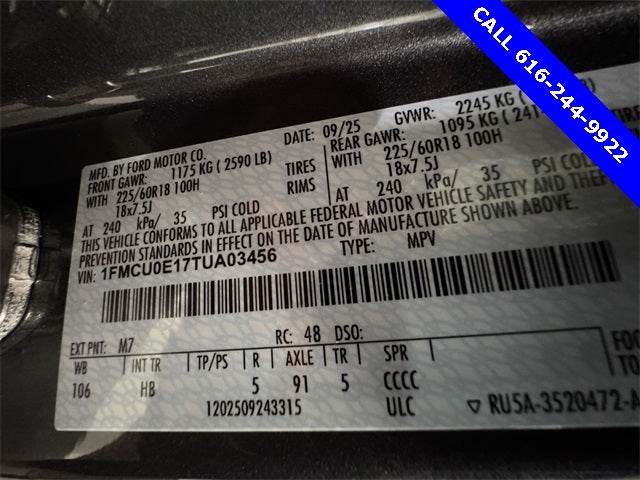 CALL 616-244-9922
MFD. BY FORD MOTOR CO. DATE: 09/25 GVWR: 2245 KG (
FRONT GAWR: 1175 KG ( 2590 LB) REAR GAWR: 1095 KG ( 241
WITH 225/60R18 100H TIRES WITH 225/60R18 100H
18x7.5J RIMS 18x7.5J
AT 240 kPa/ 35 PSI COLD AT 240 kPa/ 35 PSI COLD
THIS VEHICLE CONFORMS TO ALL APPLICABLE FEDERAL MOTOR VEHICLE SAFETY AND THEFT
PREVENTION STANDARDS IN EFFECT ON THE DATE OF MANUFACTURE SHOWN ABOVE.
VIN: 1FMCU0E17TUA03456 TYPE: MPV
EXT PNT: M7 RC: 48 DSO:
WB INT TR TP/PS R AXLE TR SPR
106 HB 5 91 5 CCCC
1202509243315 ULC RU5A-3520472-A